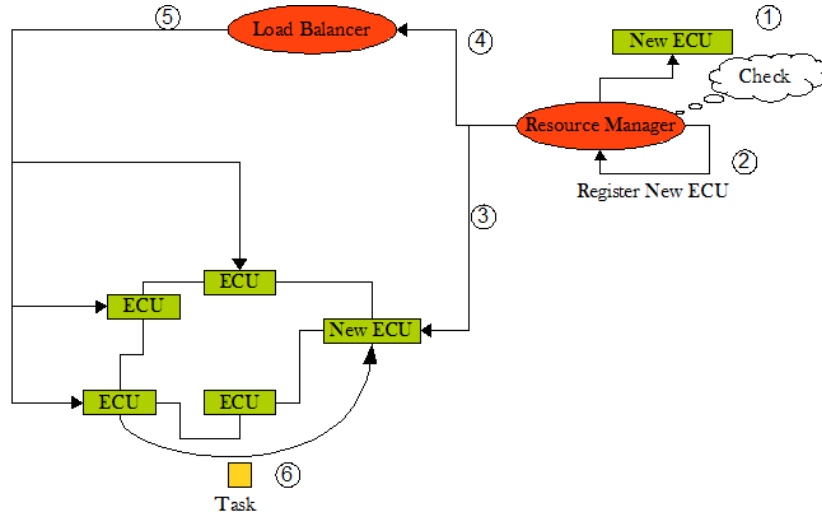 5
Load Balancer
4
1
New ECU
Check
Resource Manager
2
Register New ECU
3
ECU
ECU
New ECU
ECU
ECU
6
Task